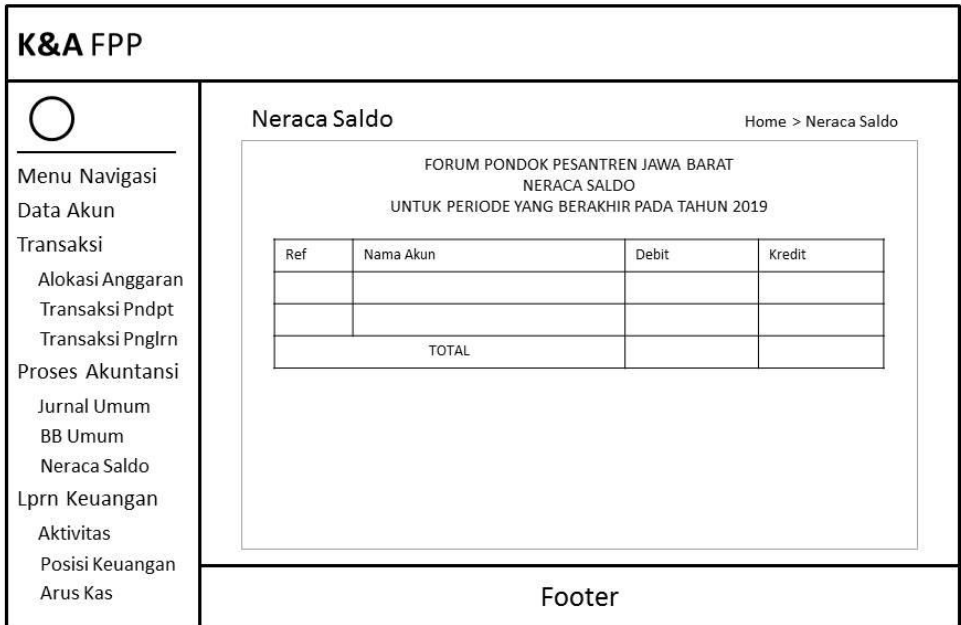 K&A FPP
Menu Navigasi
Data Akun
Transaksi
Alokasi Anggaran
Transaksi Pndpt
Transaksi Pnglrn
Proses Akuntansi
Jurnal Umum
BB Umum
Neraca Saldo
Lprn Keuangan
Aktivitas
Posisi Keuangan
Arus Kas
Neraca Saldo
Home > Neraca Saldo
FORUM PONDOK PESANTREN JAWA BARAT
NERACA SALDO
UNTUK PERIODE YANG BERAKHIR PADA TAHUN 2019
Ref Nama Akun Debit Kredit
TOTAL
Footer